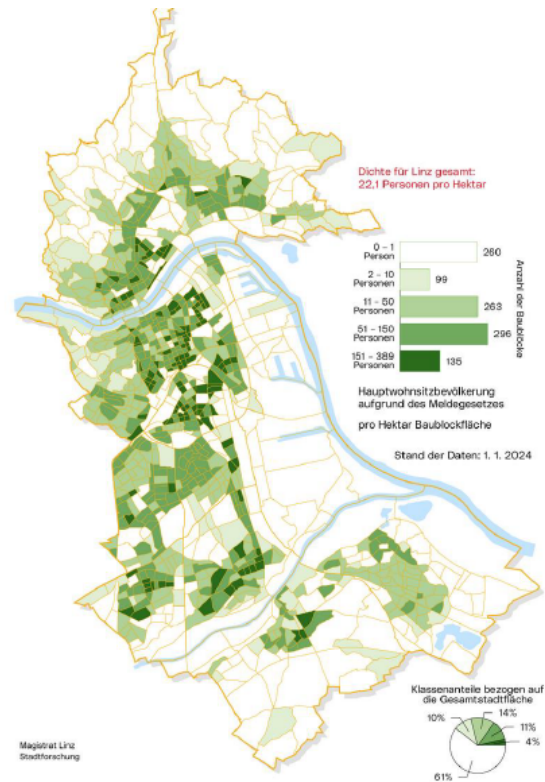 Dichte für Linz gesamt:
22,1 Personen pro Hektar
0 – 1
Person
260
2 – 10
Personen
99
11 – 50
Personen
263
51 – 150
Personen
296
151 – 389
Personen
135
Anzahl der Baublöcke
Hauptwohnsitzbevölkerung
aufgrund des Meldegesetzes
pro Hektar Baublockfläche
Stand der Daten: 1. 1. 2024
Klassenanteile bezogen auf
die Gesamtstadtfläche
10%
14%
11%
4%
61%
Magistrat Linz
Stadtforschung